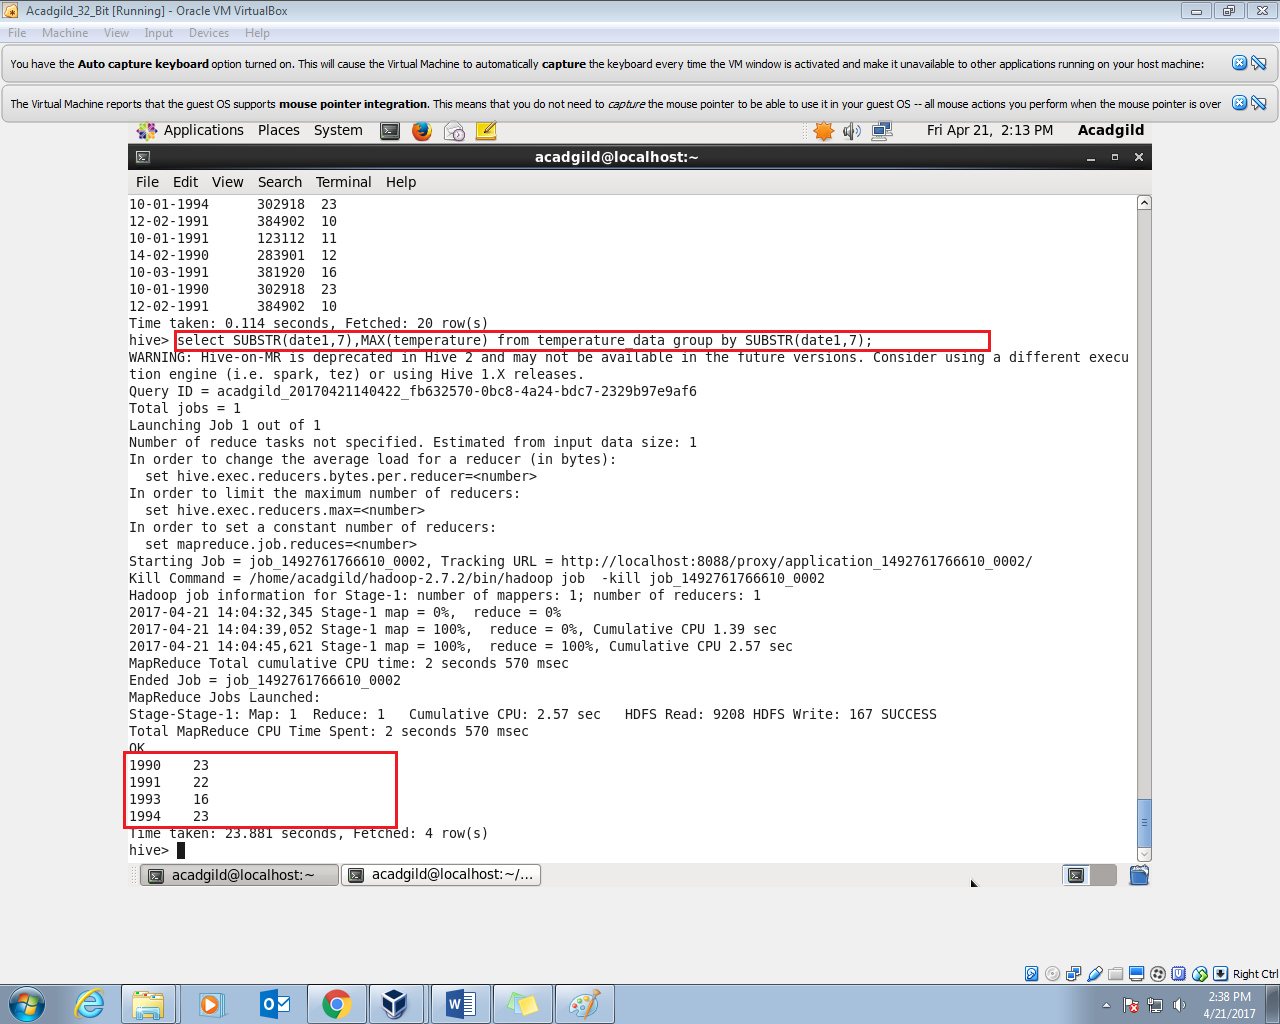 Acadgild_32_Bit [Running] - Oracle VM VirtualBox
File Machine View Input Devices Help
You have the Auto capture keyboard option turned on. This will cause the Virtual Machine to automatically capture the keyboard every time the VM window is activated and make it unavailable to other applications running on your host machine:
The Virtual Machine reports that the guest OS supports mouse pointer integration. This means that you do not need to capture the mouse pointer to be able to use it in your guest OS -- all mouse actions you perform when the mouse pointer is over
Applications Places System Fri Apr 21, 2:13 PM Acadgild
acadgild@localhost:~
File Edit View Search Terminal Help
10-01-1994 302918 23
12-02-1991 384902 10
10-01-1991 123112 11
14-02-1990 283901 12
10-03-1991 381920 16
10-01-1990 302918 23
12-02-1991 384902 10
Time taken: 0.114 seconds, Fetched: 20 row(s)
hive> select SUBSTR(date1,7),MAX(temperature) from temperature_data group by SUBSTR(date1,7);
WARNING: Hive-on-MR is deprecated in Hive 2 and may not be available in the future versions. Consider using a different execu
tion engine (i.e. spark, tez) or using Hive 1.X releases.
Query ID = acadgild_20170421140422_fb632570-0bc8-4a24-bdc7-2329b97e9af6
Total jobs = 1
Launching Job 1 out of 1
Number of reduce tasks not specified. Estimated from input data size: 1
In order to change the average load for a reducer (in bytes):
set hive.exec.reducers.bytes.per.reducer=<number>
In order to limit the maximum number of reducers:
set hive.exec.reducers.max=<number>
In order to set a constant number of reducers:
set mapreduce.job.reduces=<number>
Starting Job = job_1492761766610_0002, Tracking URL = http://localhost:8088/proxy/application_1492761766610_0002/
Kill Command = /home/acadgild/hadoop-2.7.2/bin/hadoop job  -kill job_1492761766610_0002
Hadoop job information for Stage-1: number of mappers: 1; number of reducers: 1
2017-04-21 14:04:32,345 Stage-1 map = 0%,  reduce = 0%
2017-04-21 14:04:39,052 Stage-1 map = 100%,  reduce = 0%, Cumulative CPU 1.39 sec
2017-04-21 14:04:45,621 Stage-1 map = 100%,  reduce = 100%, Cumulative CPU 2.57 sec
MapReduce Total cumulative CPU time: 2 seconds 570 msec
Ended Job = job_1492761766610_0002
MapReduce Jobs Launched:
Stage-Stage-1: Map: 1  Reduce: 1   Cumulative CPU: 2.57 sec   HDFS Read: 9208 HDFS Write: 167 SUCCESS
Total MapReduce CPU Time Spent: 2 seconds 570 msec
OK
1990 23
1991 22
1993 16
1994 23
Time taken: 23.881 seconds, Fetched: 4 row(s)
hive>
acadgild@localhost:~ acadgild@localhost:~/...
Right Ctrl
2:38 PM
4/21/2017